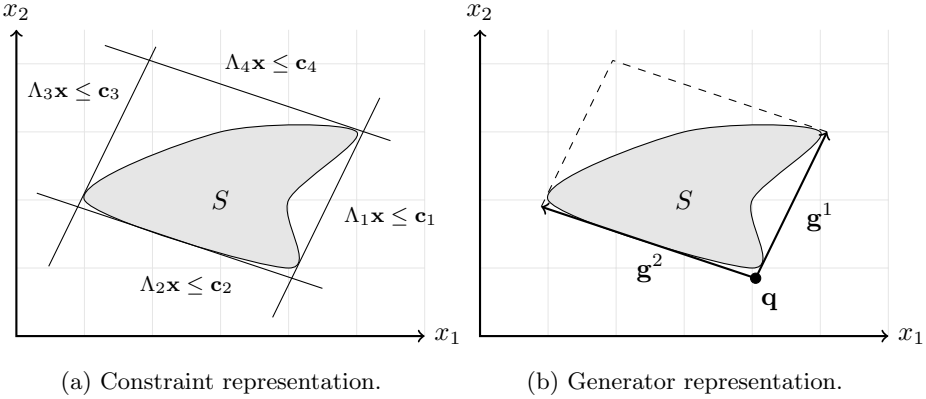 x₂
Λ₄x ≤ c₄
Λ₃x ≤ c₃
S
Λ₁x ≤ c₁
Λ₂x ≤ c₂
x₁
(a) Constraint representation.
x₂
S
g¹
g²
q
x₁
(b) Generator representation.